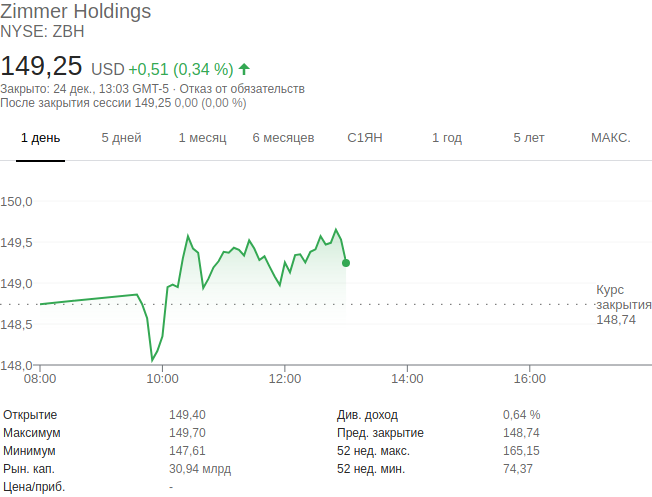 Zimmer Holdings
NYSE: ZBH
149,25 USD +0,51 (0,34 %)
Закрыто: 24 дек., 13:03 GMT-5 · Отказ от обязательств
После закрытия сессии 149,25 0,00 (0,00 %)
1 день 5 дней 1 месяц 6 месяцев С1ЯН 1 год 5 лет МАКС.
150,0
149,5
149,0
148,5
148,0
Курс
закрытия
148,74
08:00 10:00 12:00 14:00 16:00
Открытие 149,40 Див. доход 0,64 %
Максимум 149,70 Пред. закрытие 148,74
Минимум 147,61 52 нед. макс. 165,15
Рын. кап. 30,94 млрд 52 нед. мин. 74,37
Цена/приб. -